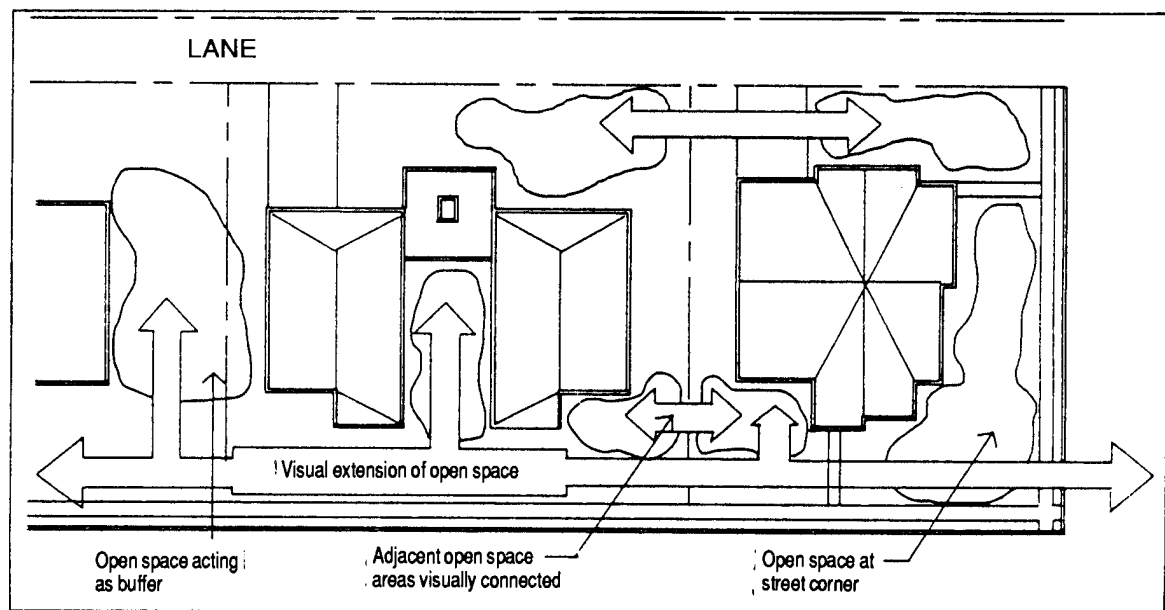 LANE
Visual extension of open space
Open space acting
as buffer
Adjacent open space
areas visually connected
Open space at
street corner